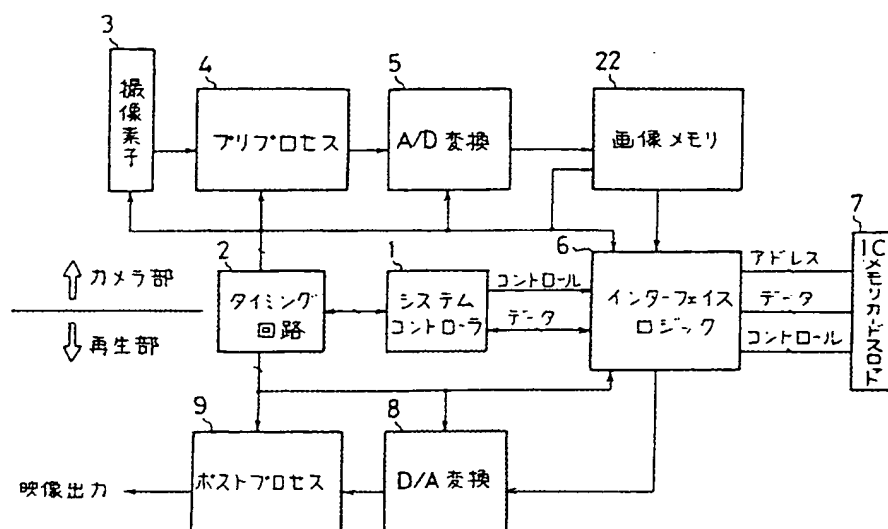 3
撮像素子
4
プリプロセス
5
A/D変換
22
画像メモリ
7
ICメモリカードスロット
カメラ部
再生部
2
タイミング
回路
1
システム
コントローラ
コントロール
データ
6
インターフェイス
ロジック
アドレス
データ
コントロール
9
ポストプロセス
8
D/A変換
映像出力